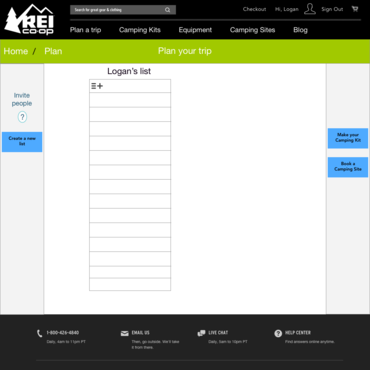 REI
co-op
Search for great gear & clothing
Checkout Hi, Logan Sign Out
Plan a trip Camping Kits Equipment Camping Sites Blog
Home / Plan Plan your trip
Logan's list
Invite
people
?
Create a new
list
Make your
Camping Kit
Book a
Camping Site
1-800-426-4840
Daily, 4am to 11pm PT
EMAIL US
Then, go outside. We'll take
it from there.
LIVE CHAT
Daily, 5am to 10pm PT
HELP CENTER
Find answers online anytime